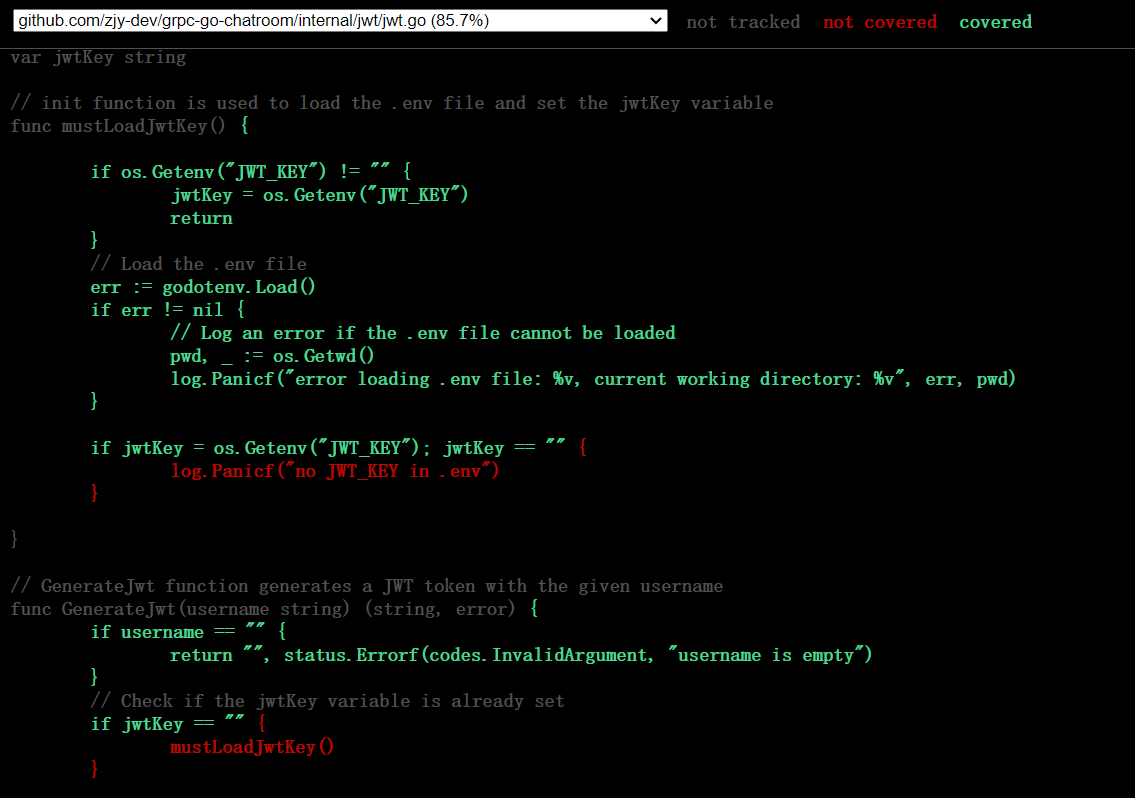 github.com/zjy-dev/grpc-go-chatroom/internal/jwt/jwt.go (85.7%) not tracked not covered covered
var jwtKey string
// init function is used to load the .env file and set the jwtKey variable
func mustLoadJwtKey() {
if os.Getenv("JWT_KEY") != "" {
jwtKey = os.Getenv("JWT_KEY")
return
}
// Load the .env file
err := godotenv.Load()
if err != nil {
// Log an error if the .env file cannot be loaded
pwd, _ := os.Getwd()
log.Panicf("error loading .env file: %v, current working directory: %v", err, pwd)
}
if jwtKey = os.Getenv("JWT_KEY"); jwtKey == "" {
log.Panicf("no JWT_KEY in .env")
}
}
// GenerateJwt function generates a JWT token with the given username
func GenerateJwt(username string) (string, error) {
if username == "" {
return "", status.Errorf(codes.InvalidArgument, "username is empty")
}
// Check if the jwtKey variable is already set
if jwtKey == "" {
mustLoadJwtKey()
}